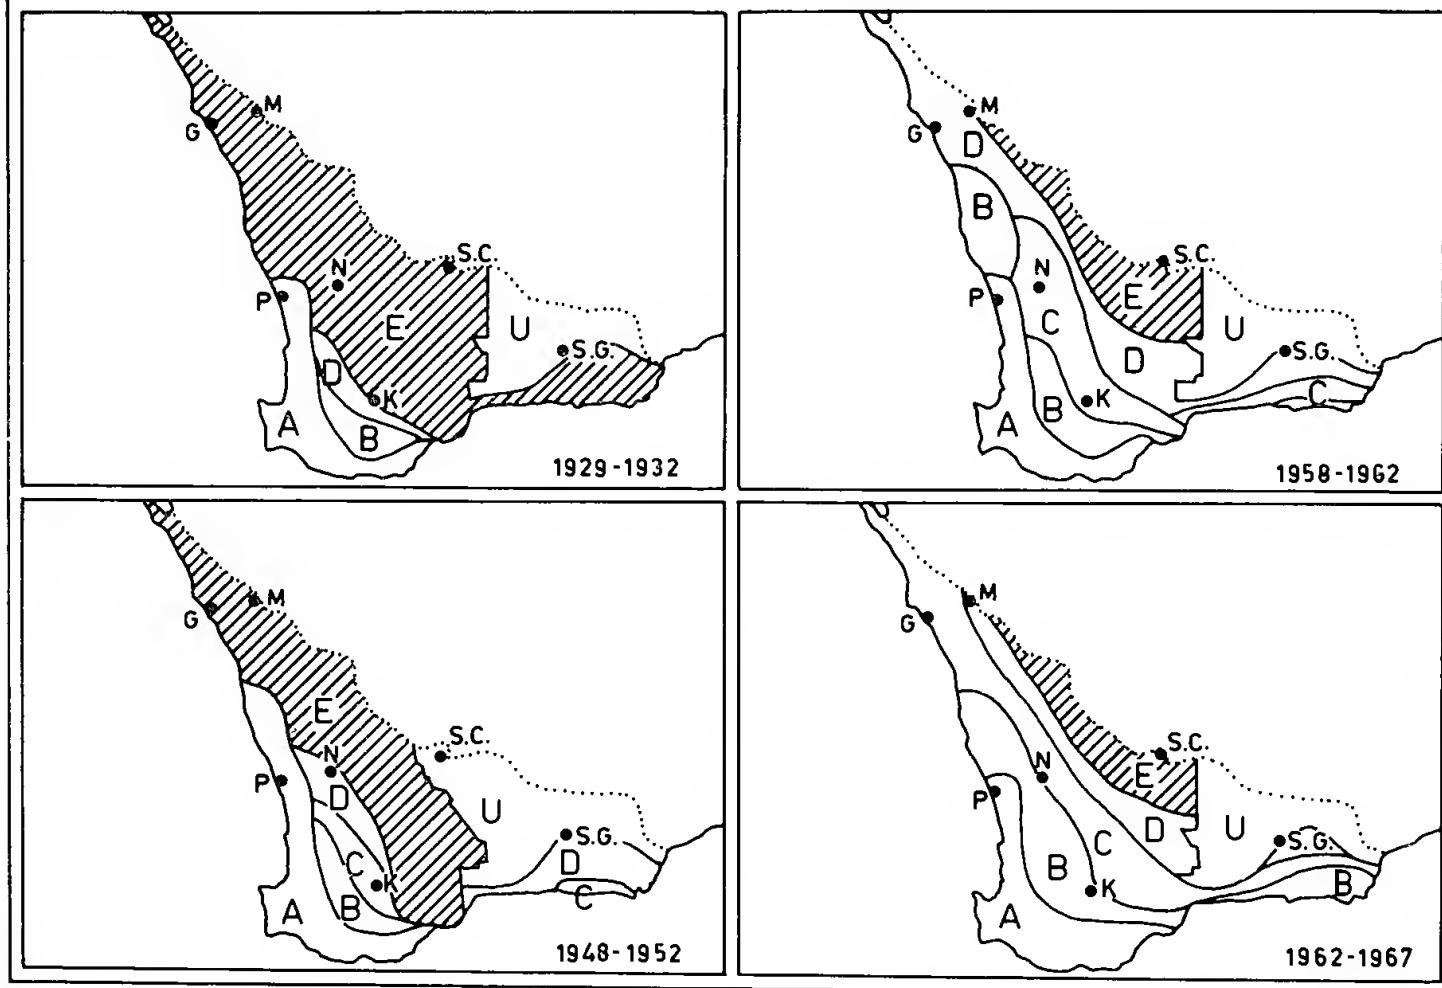 M
G
N
S.C.
P
E
U
S.G.
D
K
A
B
1929-1932
M
G
D
B
S.C.
N
P
E
C
U
S.G.
D
K
C
A
B
1958-1962
M
G
E
S.C.
N
P
D
U
S.G.
D
C
K
C
A
B
1948-1952
M
G
S.C.
N
E
P
D
U
S.G.
C
B
K
B
A
1962-1967